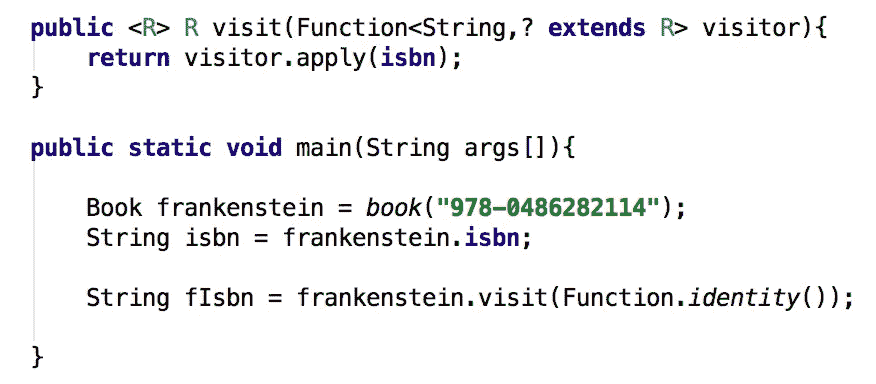 public <R> R visit(Function<String,? extends R> visitor){
    return visitor.apply(isbn);
}

public static void main(String args[]){

    Book frankenstein = book("978-0486282114");
    String isbn = frankenstein.isbn;

    String fIsbn = frankenstein.visit(Function.identity());

}